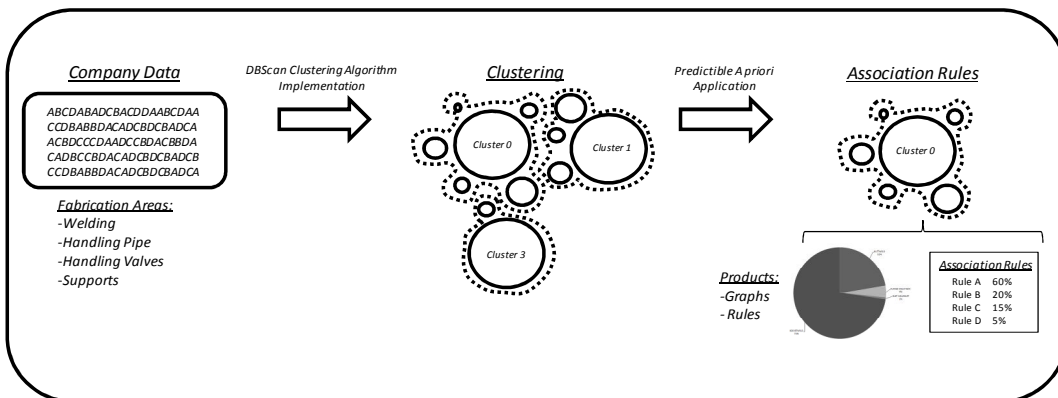 Company Data
ABCDABADCBACDDAABCDAA
CCDBABBDACADCBDCBADCA
ACBDCCCDAADCCBDACBBDA
CADBCCBDACADCBDCBADCB
CCDBABBDACADCBDCBADCA
Fabrication Areas:
-Welding
-Handling Pipe
-Handling Valves
-Supports
DBScan Clustering Algorithm
Implementation
Clustering
Cluster 0
Cluster 1
Cluster 3
Predictible A priori
Application
Association Rules
Cluster 0
Products:
-Graphs
- Rules
Association Rules
Rule A 60%
Rule B 20%
Rule C 15%
Rule D 5%